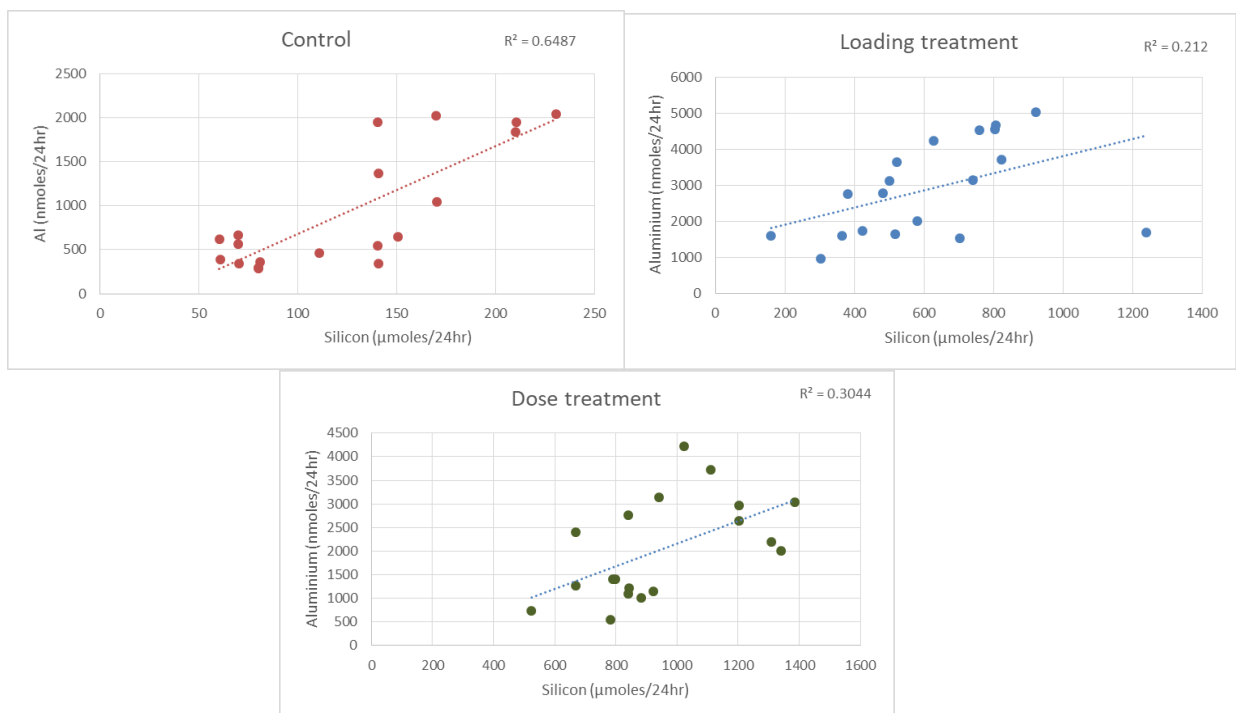 Control
R² = 0.6487
Al (nmoles/24hr)
2500
2000
1500
1000
500
0
0 50 100 150 200 250
Silicon (µmoles/24hr)
Loading treatment
R² = 0.212
Aluminium (nmoles/24hr)
6000
5000
4000
3000
2000
1000
0
0 200 400 600 800 1000 1200 1400
Silicon (µmoles/24hr)
Dose treatment
R² = 0.3044
Aluminium (nmoles/24hr)
4500
4000
3500
3000
2500
2000
1500
1000
500
0
0 200 400 600 800 1000 1200 1400 1600
Silicon (µmoles/24hr)